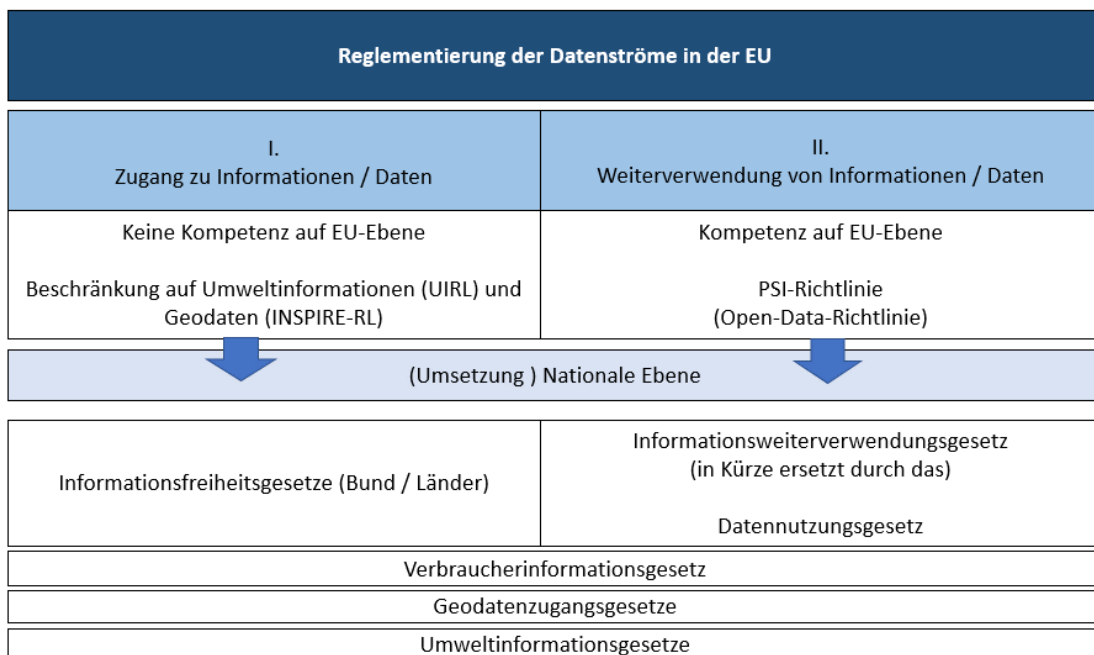 Reglementierung der Datenströme in der EU
I.
Zugang zu Informationen / Daten
II.
Weiterverwendung von Informationen / Daten
Keine Kompetenz auf EU-Ebene
Beschränkung auf Umweltinformationen (UIRL) und
Geodaten (INSPIRE-RL)
Kompetenz auf EU-Ebene
PSI-Richtlinie
(Open-Data-Richtlinie)
(Umsetzung ) Nationale Ebene
Informationsfreiheitsgesetze (Bund / Länder)
Informationsweiterverwendungsgesetz
(in Kürze ersetzt durch das)
Datennutzungsgesetz
Verbraucherinformationsgesetz
Geodatenzugangsgesetze
Umweltinformationsgesetze